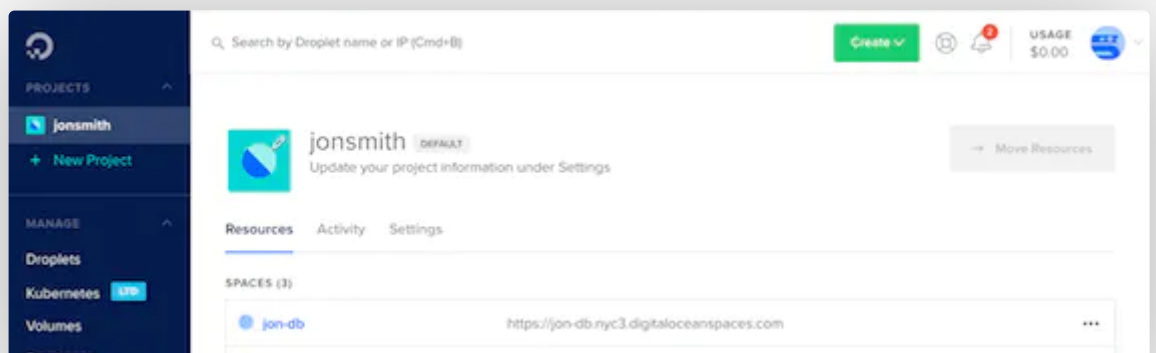 Search by Droplet name or IP (Cmd+B)
Create
2
USAGE
$0.00
PROJECTS
jonsmith
+ New Project
MANAGE
Droplets
Kubernetes LTD
Volumes
jonsmith DEFAULT
Update your project information under Settings
→ Move Resources
Resources Activity Settings
SPACES (3)
jon-db https://jon-db.nyc3.digitaloceanspaces.com ...